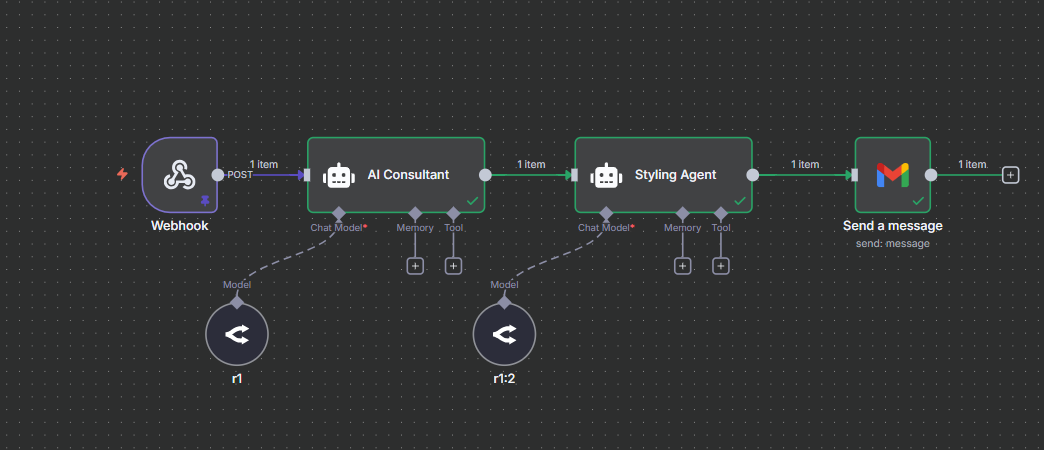 1 item
POST
Webhook
AI Consultant
Chat Model*
Memory
Tool
1 item
Styling Agent
Chat Model*
Memory
Tool
1 item
Send a message
send: message
1 item
Model
r1
Model
r1:2